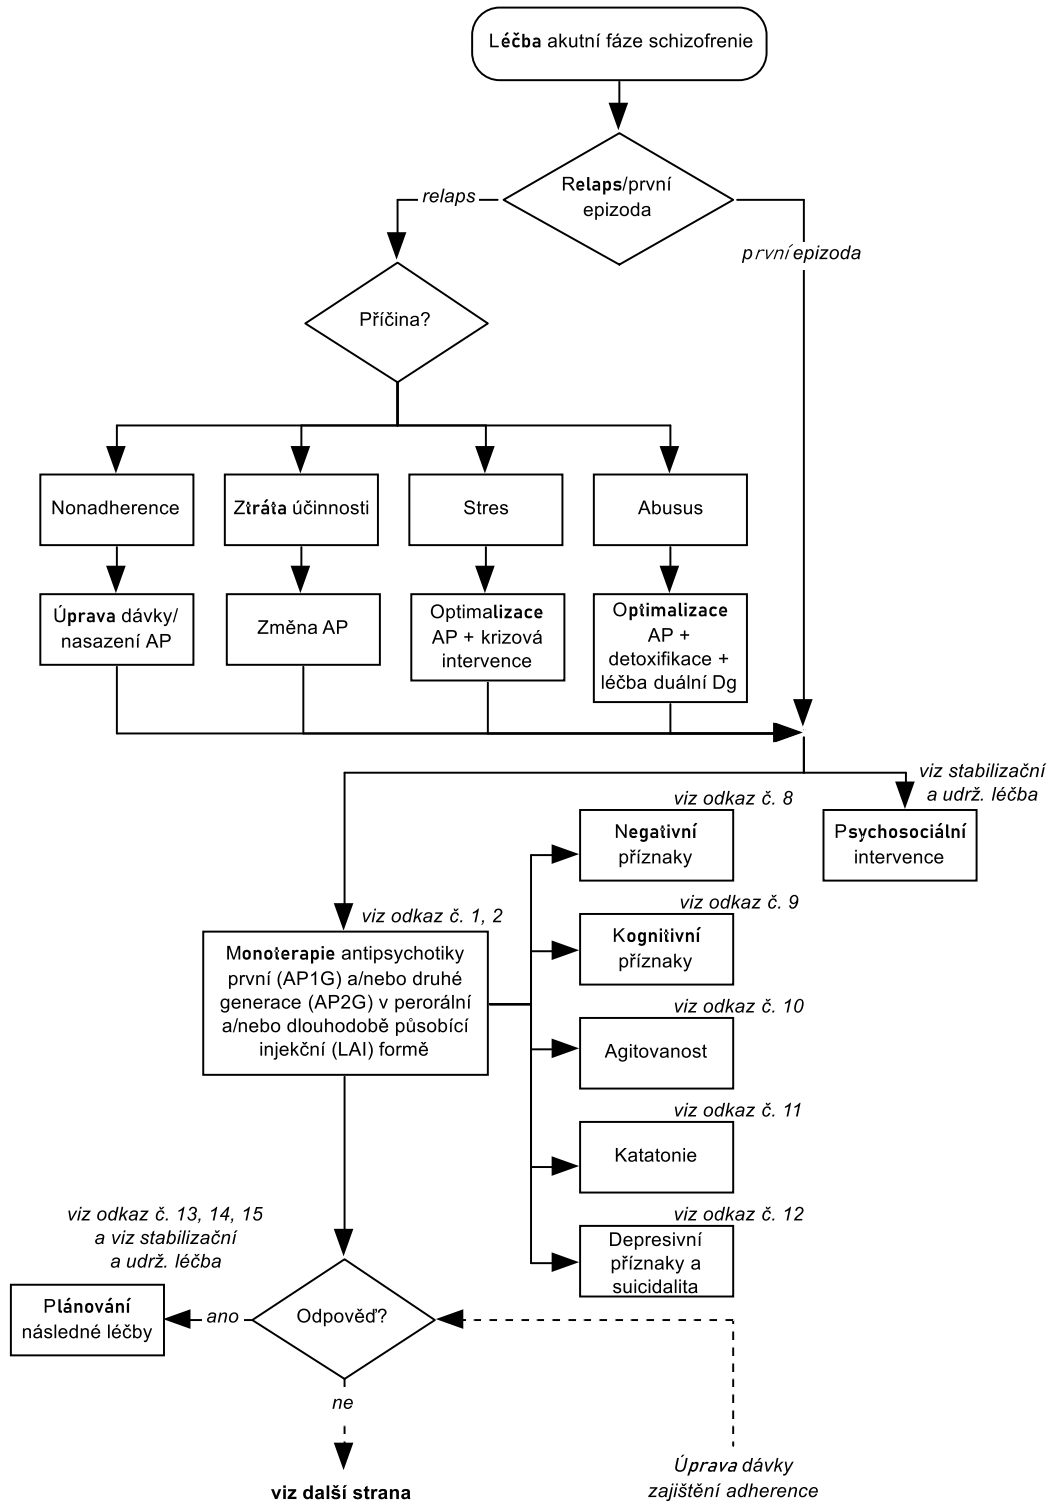 Léčba akutní fáze schizofrenie
Relaps/první
epizoda
relaps
první epizoda
Příčina?
Nonadherence
Ztráta účinnosti
Stres
Abusus
Úprava dávky/
nasazení AP
Změna AP
Optimalizace
AP + krizová
intervence
Optimalizace
AP +
detoxifikace +
léčba duální Dg
viz stabilizační
a udrž. léčba
Psychosociální
intervence
viz odkaz č. 8
Negativní
příznaky
viz odkaz č. 9
Kognitivní
příznaky
viz odkaz č. 1, 2
Monoterapie antipsychotiky
první (AP1G) a/nebo druhé
generace (AP2G) v perorální
a/nebo dlouhodobě působící
injekční (LAI) formě
viz odkaz č. 10
Agitovanost
viz odkaz č. 11
Katatonie
viz odkaz č. 12
Depresivní
příznaky a
suicidalita
viz odkaz č. 13, 14, 15
a viz stabilizační
a udrž. léčba
Plánování
následné léčby
ano
Odpověď?
ne
viz další strana
Úprava dávky
zajištění adherence